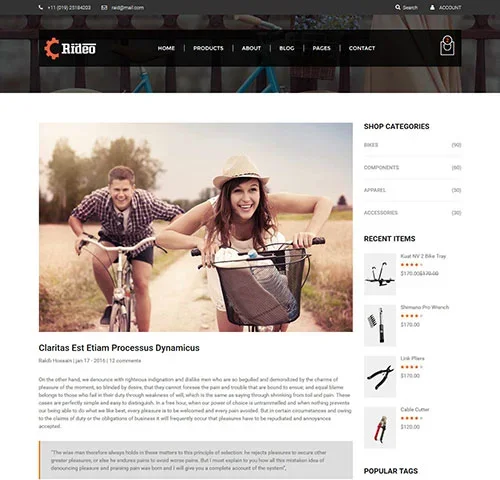 +11 (019) 25184203
raid@mail.com
Search
ACCOUNT
Rideo
HOME
PRODUCTS
ABOUT
BLOG
PAGES
CONTACT
Claritas Est Etiam Processus Dynamicus
Rakib Hossain | jan 17 - 2016 | 12 comments
On the other hand, we denounce with righteous indignation and dislike men who are so beguiled and demoralized by the charms of
pleasure of the moment, so blinded by desire, that they cannot foresee the pain and trouble that are bound to ensue; and equal blame
belongs to those who fail in their duty through weakness of will, which is the same as saying through shrinking from toil and pain. These
cases are perfectly simple and easy to distinguish. In a free hour, when our power of choice is untrammelled and when nothing prevents
our being able to do what we like best, every pleasure is to be welcomed and every pain avoided. But in certain circumstances and owing
to the claims of duty or the obligations of business it will frequently occur that pleasures have to be repudiated and annoyances
accepted.
"The wise man therefore always holds in these matters to this principle of selection. he rejects pleasures to secure other
greater pleasures, or else he endures pains to avoid worse pains. But I must explain to you how all this mistaken idea of
denouncing pleasure and praising pain was born and I will give you a complete account of the system",
SHOP CATEGORIES
BIKES (90)
COMPONENTS (60)
APPAREL (50)
ACCESSORIES (30)
RECENT ITEMS
Kuat NV 2 Bike Tray
$170.00$170.00
Shimano Pro Wrench
$170.00
Link Pliers
$170.00
Cable Cutter
$120.00
POPULAR TAGS